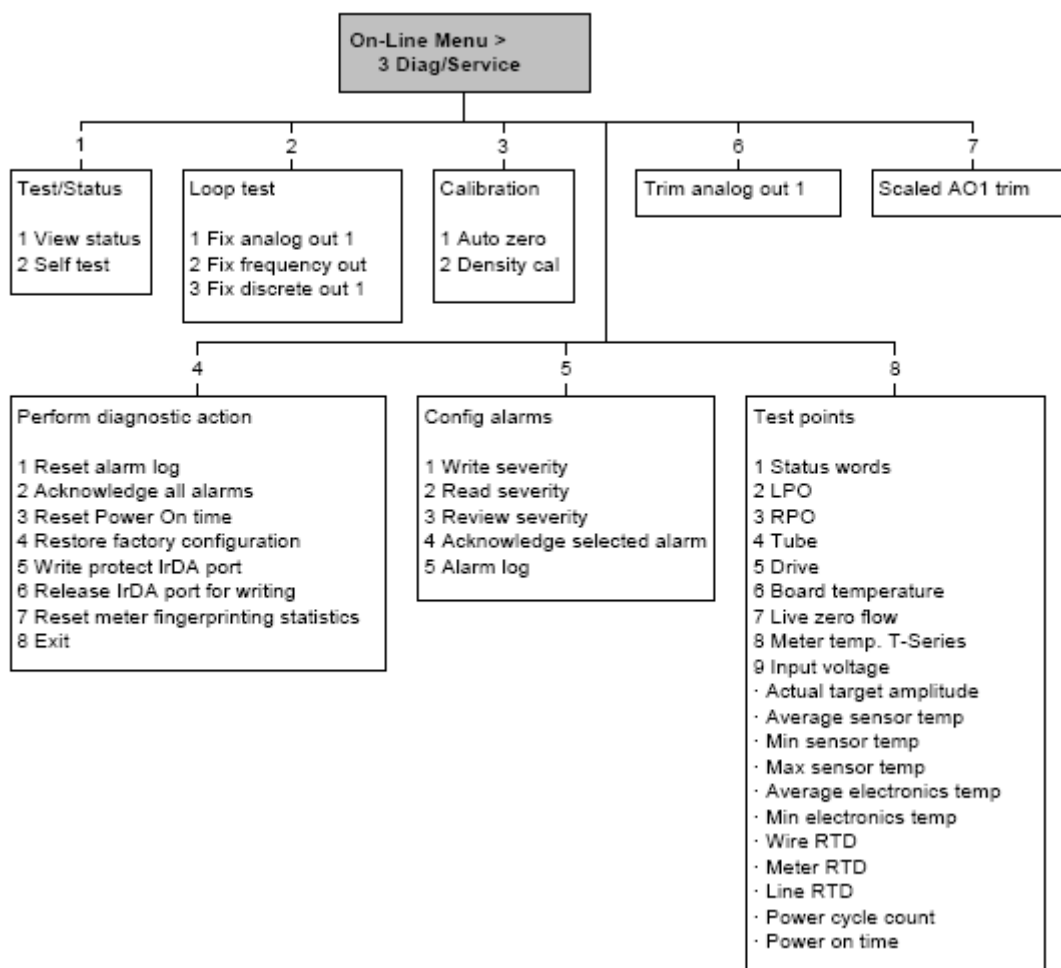 On-Line Menu >
3 Diag/Service
1
Test/Status
1 View status
2 Self test
2
Loop test
1 Fix analog out 1
2 Fix frequency out
3 Fix discrete out 1
3
Calibration
1 Auto zero
2 Density cal
6
Trim analog out 1
7
Scaled AO1 trim
4
Perform diagnostic action
1 Reset alarm log
2 Acknowledge all alarms
3 Reset Power On time
4 Restore factory configuration
5 Write protect IrDA port
6 Release IrDA port for writing
7 Reset meter fingerprinting statistics
8 Exit
5
Config alarms
1 Write severity
2 Read severity
3 Review severity
4 Acknowledge selected alarm
5 Alarm log
8
Test points
1 Status words
2 LPO
3 RPO
4 Tube
5 Drive
6 Board temperature
7 Live zero flow
8 Meter temp. T-Series
9 Input voltage
· Actual target amplitude
· Average sensor temp
· Min sensor temp
· Max sensor temp
· Average electronics temp
· Min electronics temp
· Wire RTD
· Meter RTD
· Line RTD
· Power cycle count
· Power on time